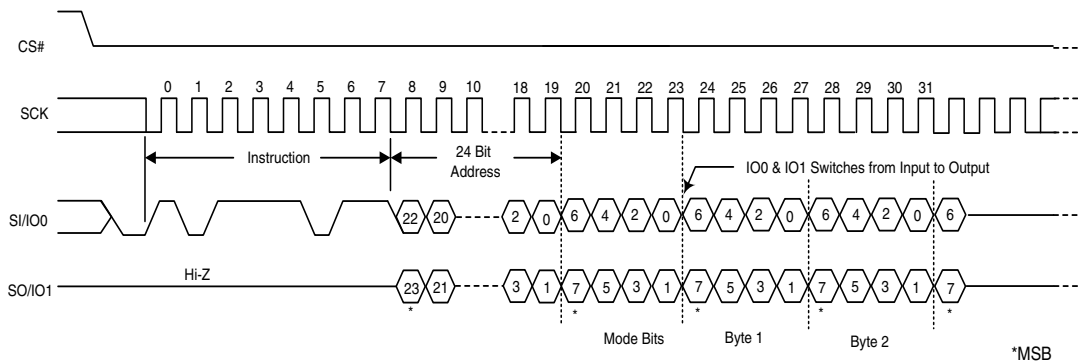 CS#
0 1 2 3 4 5 6 7 8 9 10 18 19 20 21 22 23 24 25 26 27 28 29 30 31
SCK
Instruction
24 Bit
Address
IO0 & IO1 Switches from Input to Output
SI/IO0
22 20 2 0 6 4 2 0 6 4 2 0 6 4 2 0 6
Hi-Z
SO/IO1
23 21 3 1 7 5 3 1 7 5 3 1 7 5 3 1 7
* * * * *
Mode Bits Byte 1 Byte 2
*MSB